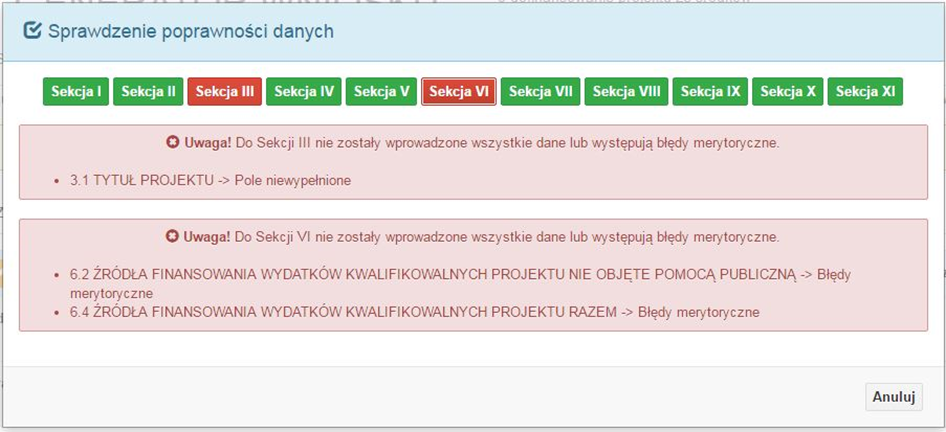 Sprawdzenie poprawności danych
Sekcja I Sekcja II Sekcja III Sekcja IV Sekcja V Sekcja VI Sekcja VII Sekcja VIII Sekcja IX Sekcja X Sekcja XI
Uwaga! Do Sekcji III nie zostały wprowadzone wszystkie dane lub występują błędy merytoryczne.
• 3.1 TYTUŁ PROJEKTU -> Pole niewypełnione
Uwaga! Do Sekcji VI nie zostały wprowadzone wszystkie dane lub występują błędy merytoryczne.
• 6.2 ŹRÓDŁA FINANSOWANIA WYDATKÓW KWALIFIKOWALNYCH PROJEKTU NIE OBJĘTE POMOCĄ PUBLICZNĄ -> Błędy
merytoryczne
• 6.4 ŹRÓDŁA FINANSOWANIA WYDATKÓW KWALIFIKOWALNYCH PROJEKTU RAZEM -> Błędy merytoryczne
Anuluj